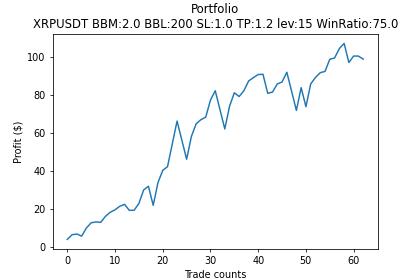 Portfolio
XRPUSDT BBM:2.0 BBL:200 SL:1.0 TP:1.2 lev:15 WinRatio:75.0
100
80
60
40
20
0
Profit ($)
0 10 20 30 40 50 60
Trade counts